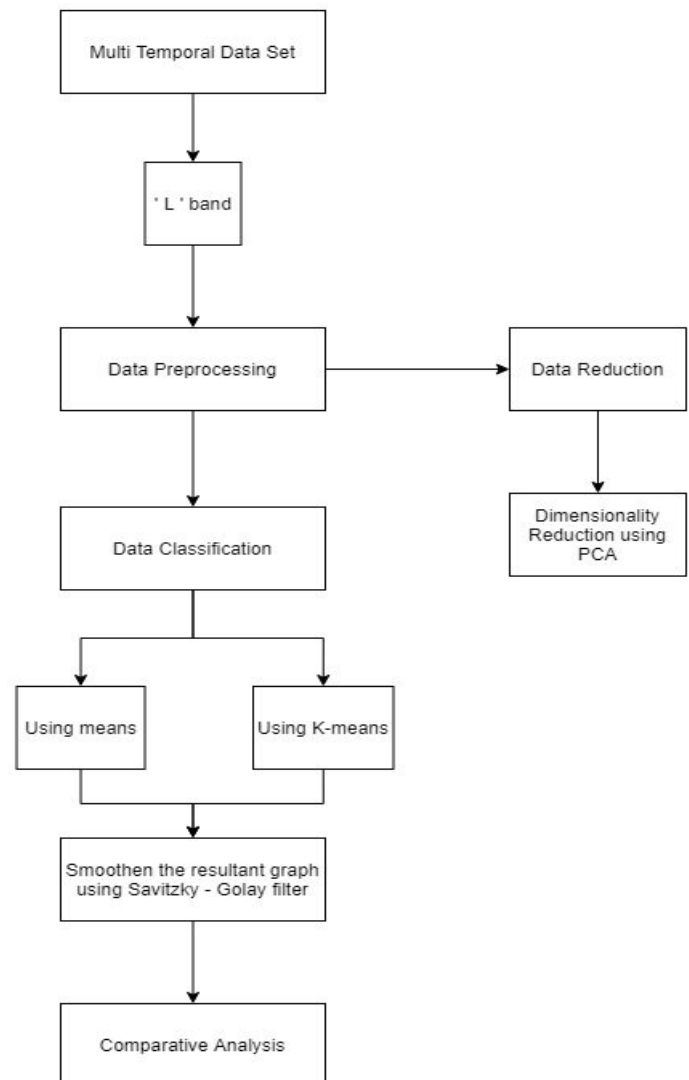 Multi Temporal Data Set
' L ' band
Data Preprocessing
Data Reduction
Data Classification
Dimensionality
Reduction using
PCA
Using means
Using K-means
Smoothen the resultant graph
using Savitzky - Golay filter
Comparative Analysis